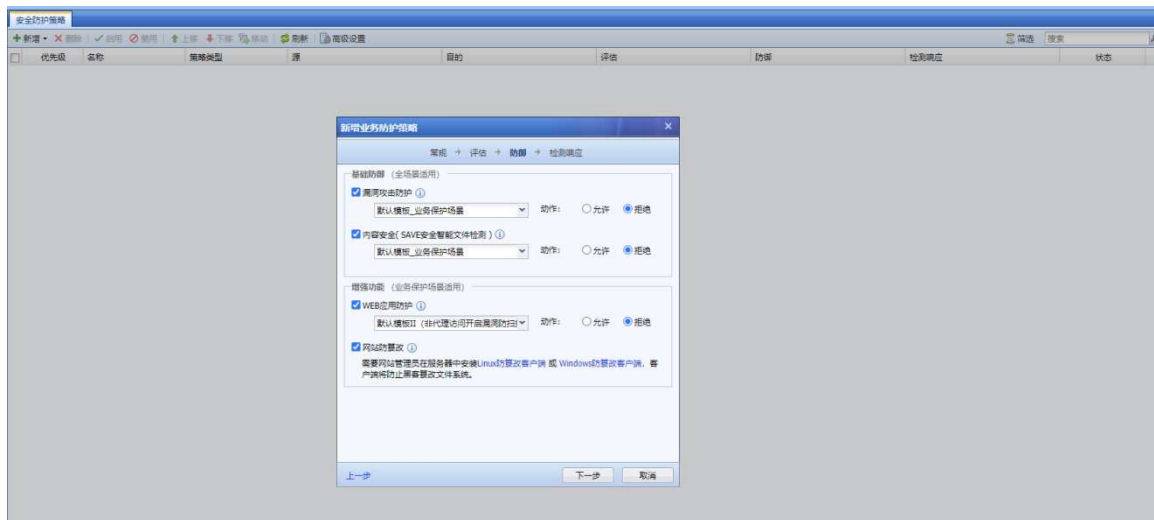 安全防护策略
新增 删除 启用 禁用 上移 下移 移动 刷新 高级设置 筛选 搜索
优先级 名称 策略类型 源 目的 评估 防御 检测响应 状态
新增业务防护策略
常规 → 评估 → 防御 → 检测响应
基础防御 (全场景适用)
漏洞攻击防护
默认模板_业务保护场景 动作: 允许 拒绝
内容安全(SAVE安全智能文件检测)
默认模板_业务保护场景 动作: 允许 拒绝
增强功能 (业务保护场景适用)
WEB应用防护
默认模板II (非代理访问开启漏洞防扫 动作: 允许 拒绝
网站防篡改
需要网站管理员在服务器中安装Linux防篡改客户端 或 Windows防篡改客户端,客
户端将防止黑客篡改文件系统。
上一步 下一步 取消